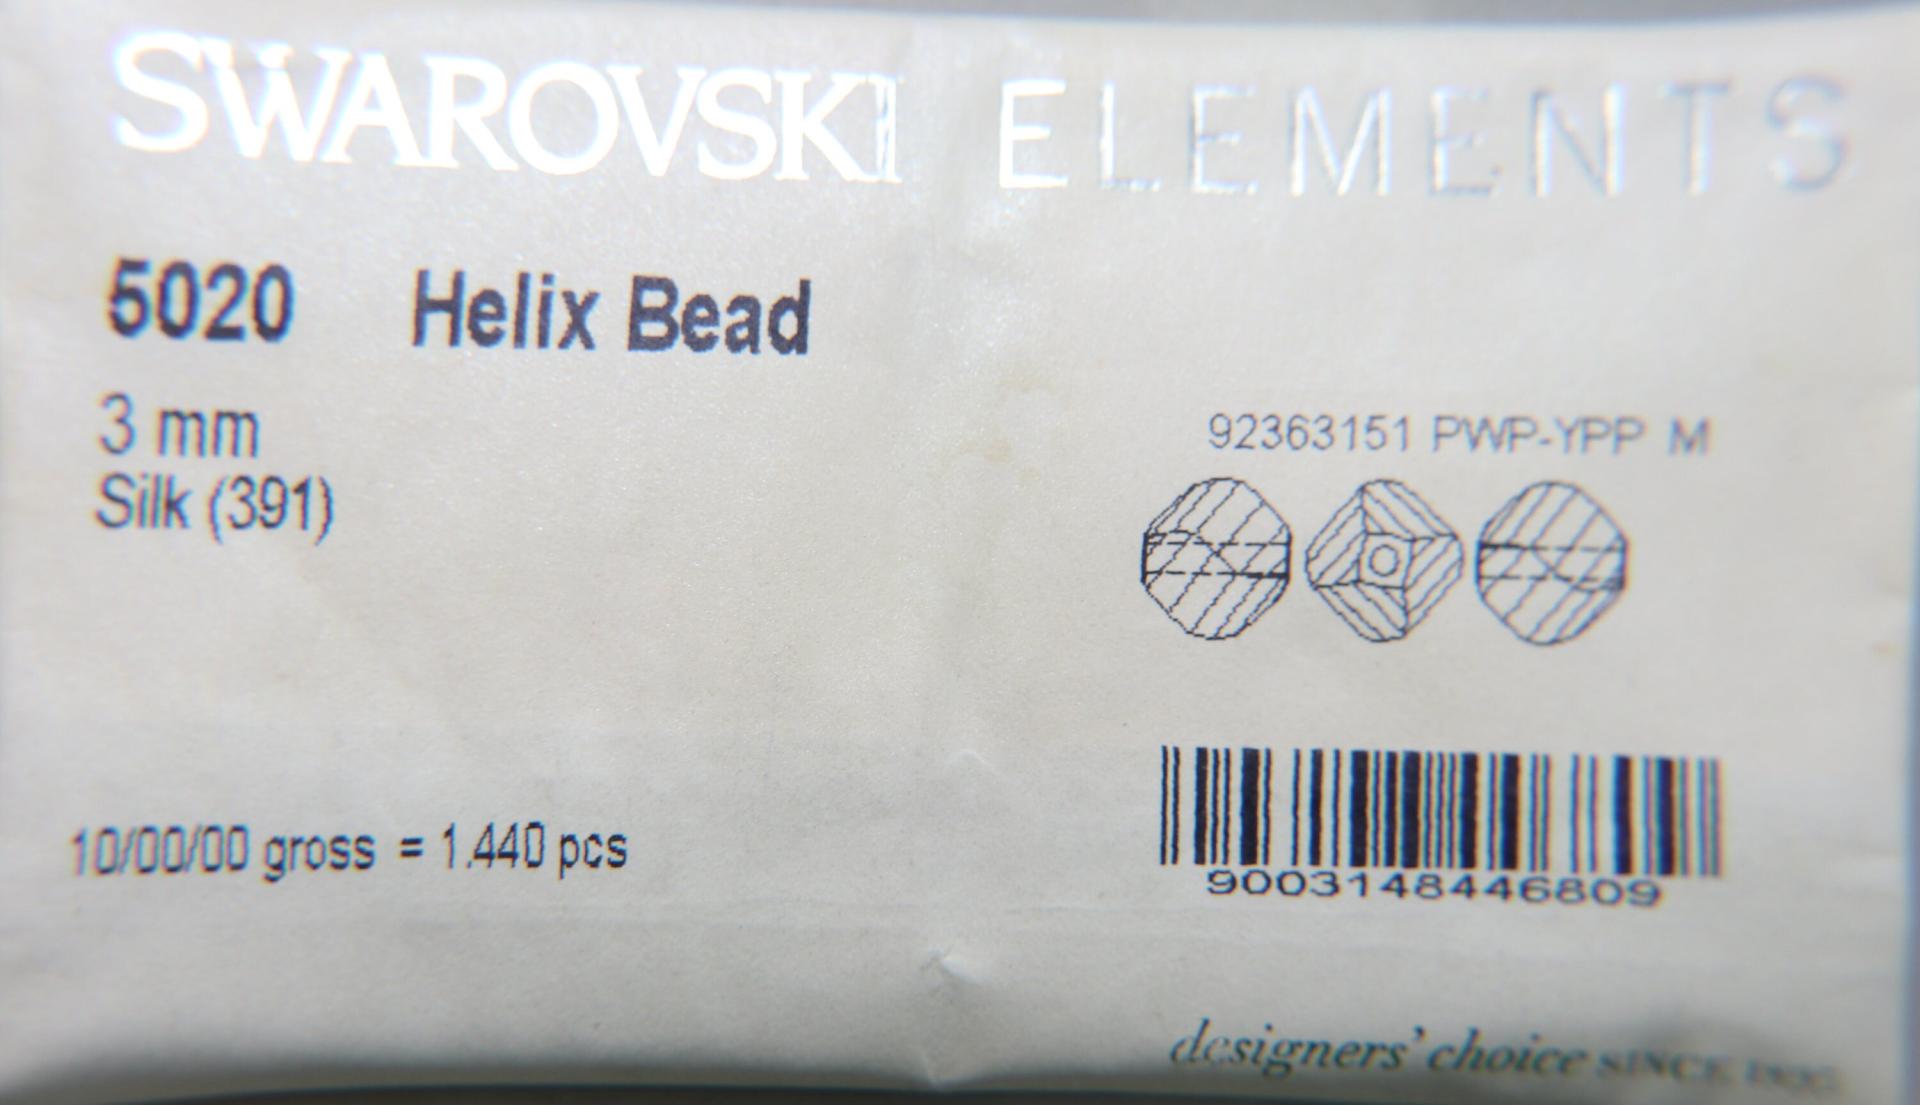 SWAROVSKI ELEMENTS
5020 Helix Bead
3 mm
Silk (391)
92363151 PWP-YPP M
10/00/00 gross = 1.440 pcs
9003148446809
designers' choice SINCE